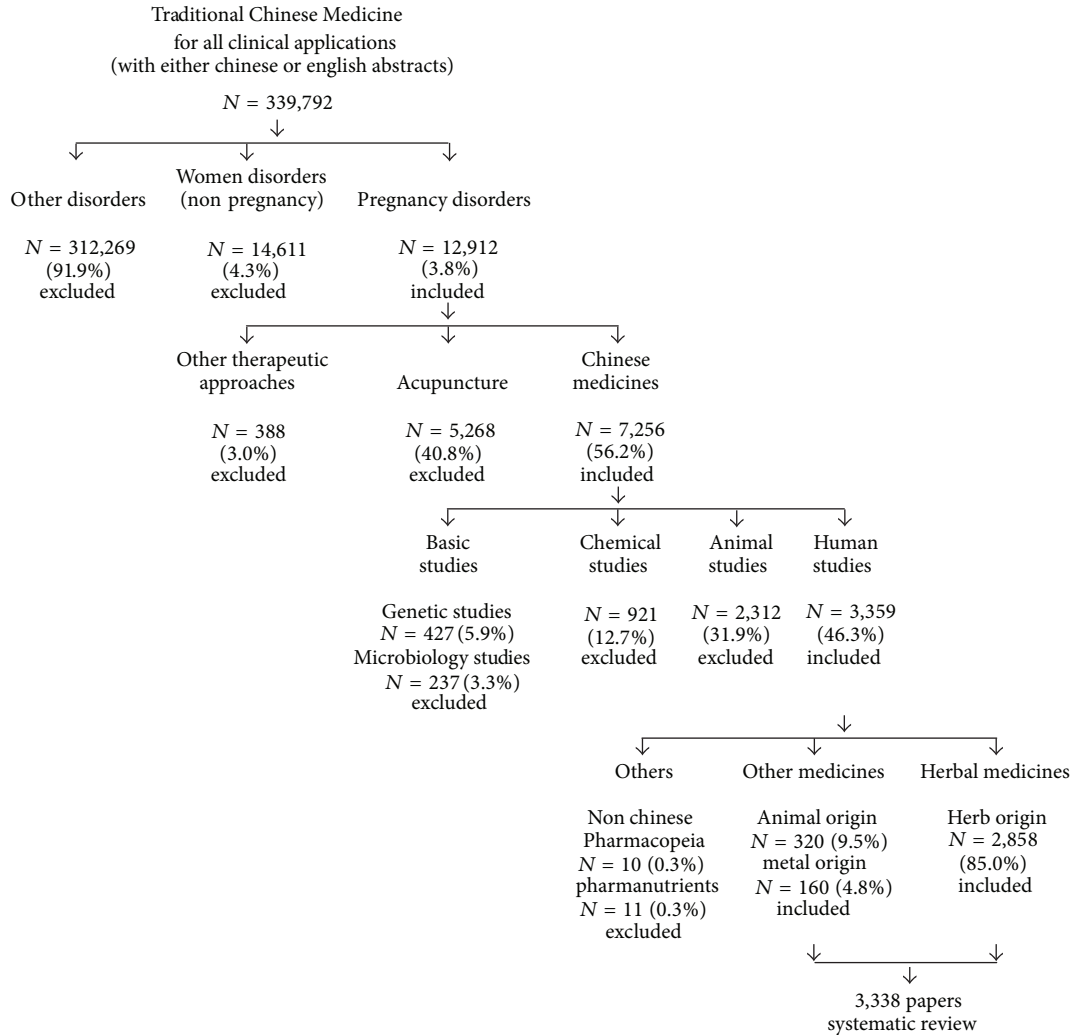 Traditional Chinese Medicine
for all clinical applications
(with either chinese or english abstracts)
N = 339,792
Other disorders
N = 312,269
(91.9%)
excluded
Women disorders
(non pregnancy)
N = 14,611
(4.3%)
excluded
Pregnancy disorders
N = 12,912
(3.8%)
included
Other therapeutic
approaches
N = 388
(3.0%)
excluded
Acupuncture
N = 5,268
(40.8%)
excluded
Chinese
medicines
N = 7,256
(56.2%)
included
Basic
studies
Genetic studies
N = 427 (5.9%)
Microbiology studies
N = 237 (3.3%)
excluded
Chemical
studies
N = 921
(12.7%)
excluded
Animal
studies
N = 2,312
(31.9%)
excluded
Human
studies
N = 3,359
(46.3%)
included
Others
Non chinese
Pharmacopeia
N = 10 (0.3%)
pharmanutrients
N = 11 (0.3%)
excluded
Other medicines
Animal origin
N = 320 (9.5%)
metal origin
N = 160 (4.8%)
included
Herbal medicines
Herb origin
N = 2,858
(85.0%)
included
3,338 papers
systematic review